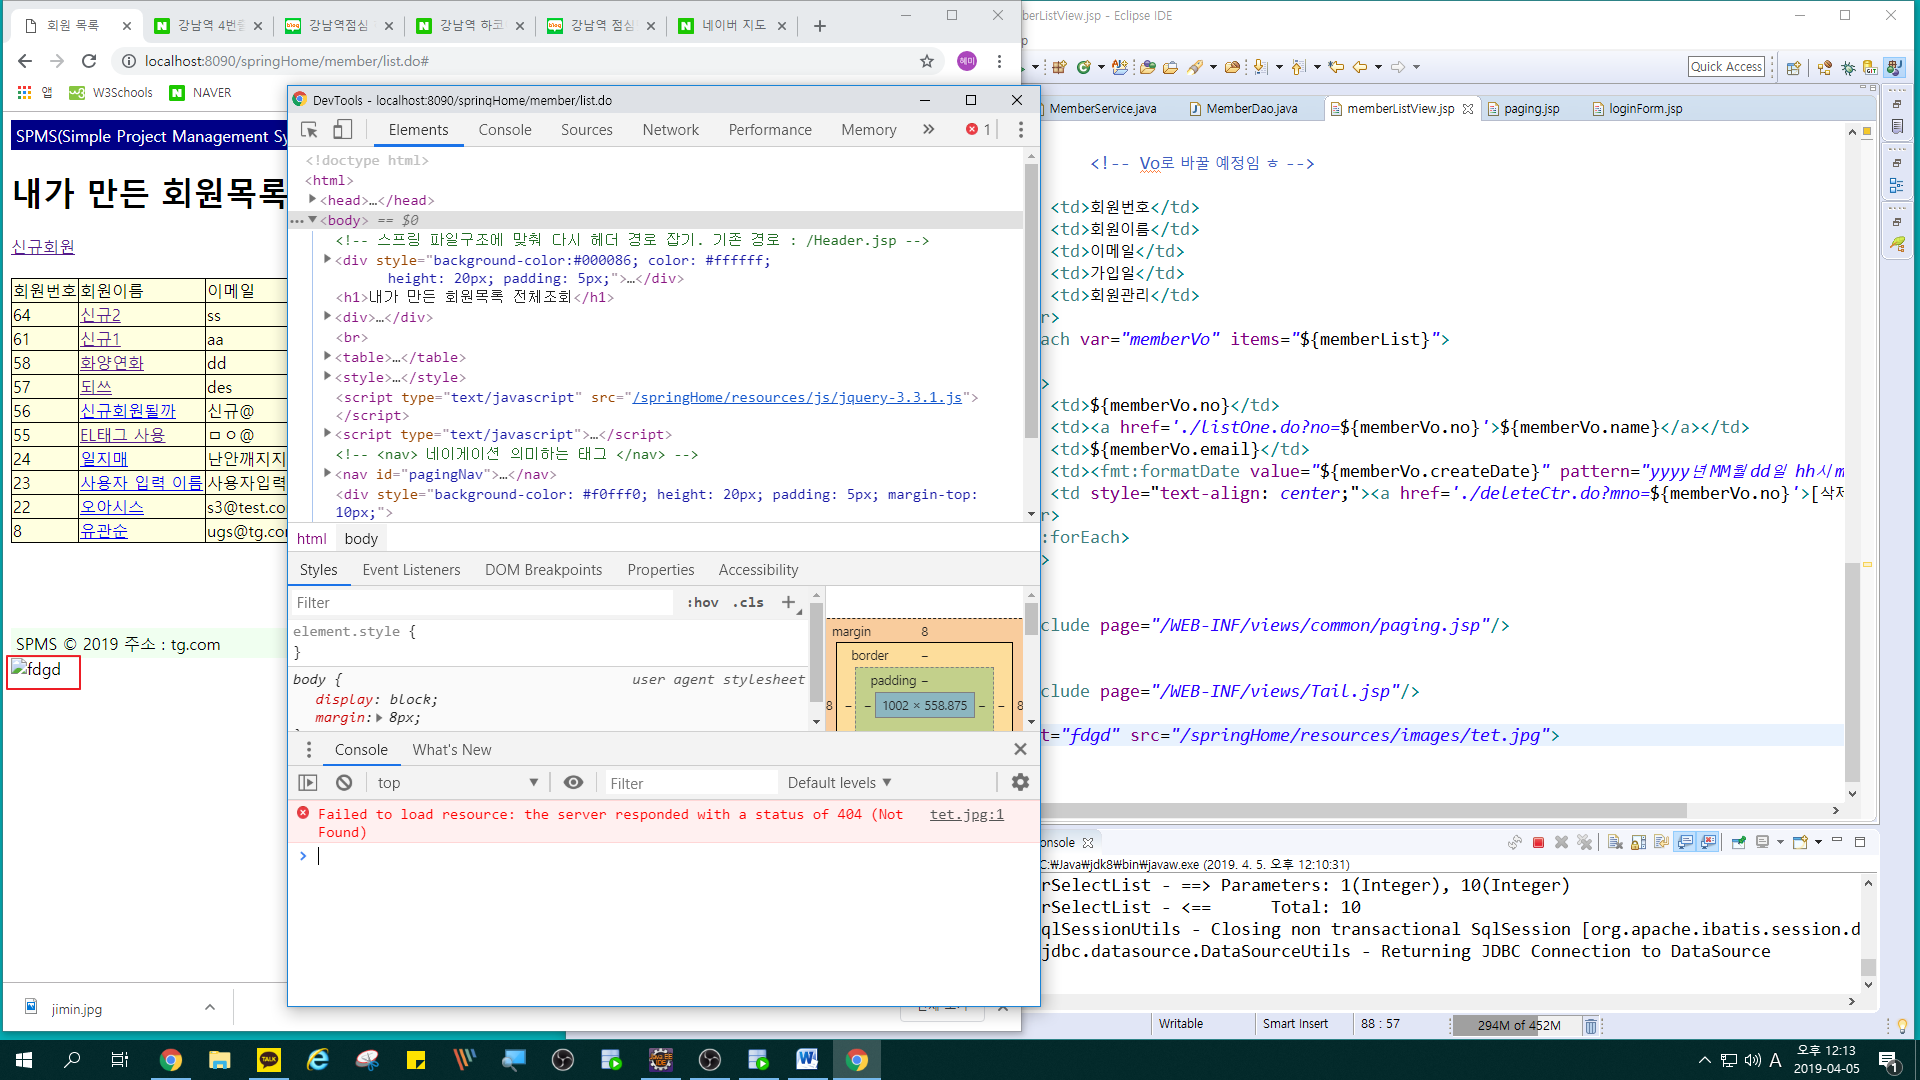 회원 목록
강남역 4번
강남역점심
강남역 하코
강남역 점심
네이버 지도
localhost:8090/springHome/member/list.do#
혜미
앱
W3Schools
NAVER
SPMS(Simple Project Management Sy
내가 만든 회원목록
신규회원
회원번호 회원이름 이메일
64 신규2 ss
61 신규1 aa
58 화양연화 dd
57 되쓰 des
56 신규회원될까 신규@
55 EL태그 사용 ㅁㅇ@
24 일지매 난안깨지지
23 사용자 입력 이름 사용자입력
22 오아시스 s3@test.co
8 유관순 ugs@tg.co
SPMS © 2019 주소 : tg.com
fdgd
jimin.jpg
DevTools - localhost:8090/springHome/member/list.do
Elements Console Sources Network Performance Memory » 1
<!doctype html>
<html>
<head>…</head>
<body> == $0
<!-- 스프링 파일구조에 맞춰 다시 헤더 경로 잡기. 기존 경로 : /Header.jsp -->
<div style="background-color:#000086; color: #ffffff;
height: 20px; padding: 5px;">…</div>
<h1>내가 만든 회원목록 전체조회</h1>
<div>…</div>
<br>
<table>…</table>
<style>…</style>
<script type="text/javascript" src="/springHome/resources/js/jquery-3.3.1.js">
</script>
<script type="text/javascript">…</script>
<!-- <nav> 네이게이션 의미하는 태그 </nav> -->
<nav id="pagingNav">…</nav>
<div style="background-color: #f0fff0; height: 20px; padding: 5px; margin-top:
10px;">
html body
Styles Event Listeners DOM Breakpoints Properties Accessibility
Filter :hov .cls
element.style {
}
body { user agent stylesheet
display: block;
margin: 8px;
margin 8
border –
padding –
8 – – 1002 × 558.875 – – 8
Console What's New
top Filter Default levels
Failed to load resource: the server responded with a status of 404 (Not tet.jpg:1
Found)
berListView.jsp - Eclipse IDE
Quick Access
MemberService.java MemberDao.java memberListView.jsp paging.jsp loginForm.jsp
<!-- Vo로 바꿀 예정임 ㅎ -->
<td>회원번호</td>
<td>회원이름</td>
<td>이메일</td>
<td>가입일</td>
<td>회원관리</td>
r>
ach var="memberVo" items="${memberList}">
>
<td>${memberVo.no}</td>
<td><a href='./listOne.do?no=${memberVo.no}'>${memberVo.name}</a></td>
<td>${memberVo.email}</td>
<td><fmt:formatDate value="${memberVo.createDate}" pattern="yyyy년MM월dd일 hh시m
<td style="text-align: center;"><a href='./deleteCtr.do?mno=${memberVo.no}'>[삭제
r>
:forEach>
>
clude page="/WEB-INF/views/common/paging.jsp"/>
clude page="/WEB-INF/views/Tail.jsp"/>
t="fdgd" src="/springHome/resources/images/tet.jpg">
onsole
C:₩Java₩jdk8₩bin₩javaw.exe (2019. 4. 5. 오후 12:10:31)
rSelectList - ==> Parameters: 1(Integer), 10(Integer)
rSelectList - <== Total: 10
qlSessionUtils - Closing non transactional SqlSession [org.apache.ibatis.session.d
jdbc.datasource.DataSourceUtils - Returning JDBC Connection to DataSource
Writable Smart Insert 88 : 57 294M of 452M
TALK
A 오후 12:13
2019-04-05
1